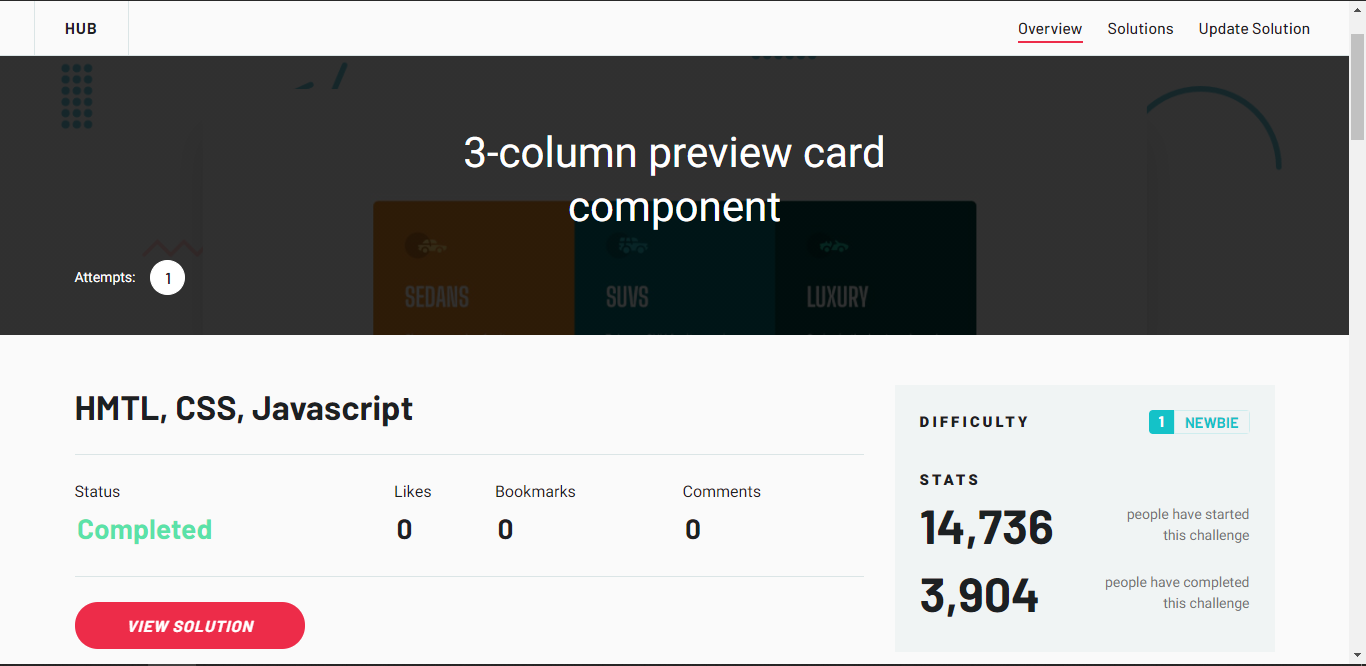 HUB
Overview Solutions Update Solution
3-column preview card
component
SEDANS SUVS LUXURY
Attempts: 1
HMTL, CSS, Javascript
Status Likes Bookmarks Comments
Completed 0 0 0
VIEW SOLUTION
DIFFICULTY 1 NEWBIE
STATS
14,736 people have started
this challenge
3,904 people have completed
this challenge